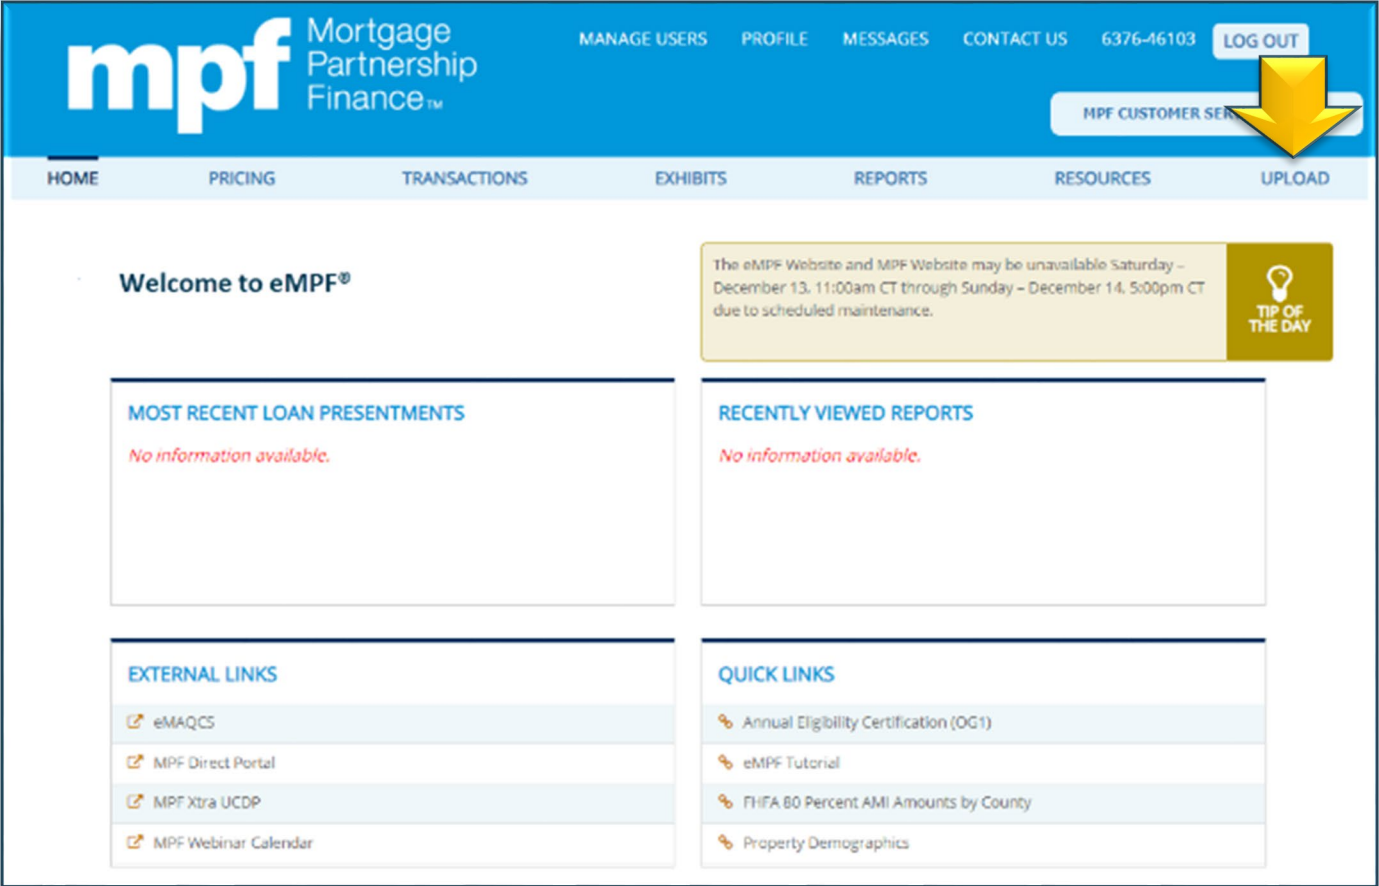 mpf Mortgage
Partnership
Finance™
MANAGE USERS PROFILE MESSAGES CONTACT US 6376-46103 LOG OUT
MPF CUSTOMER
HOME PRICING TRANSACTIONS EXHIBITS REPORTS RESOURCES UPLOAD
Welcome to eMPF®
The eMPF Website and MPF Website may be unavailable Saturday –
December 13, 11:00am CT through Sunday – December 14, 5:00pm CT
due to scheduled maintenance.
TIP OF
THE DAY
MOST RECENT LOAN PRESENTMENTS
No information available.
RECENTLY VIEWED REPORTS
No information available.
EXTERNAL LINKS
eMAQCS
MPF Direct Portal
MPF Xtra UCDP
MPF Webinar Calendar
QUICK LINKS
Annual Eligibility Certification (OG1)
eMPF Tutorial
FHFA 80 Percent AMI Amounts by County
Property Demographics